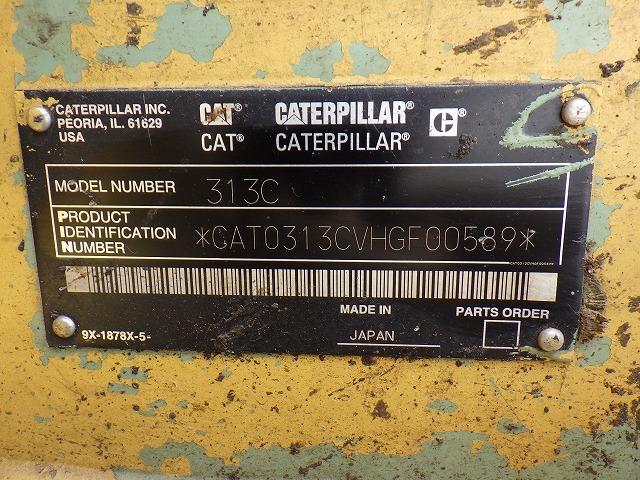 CATERPILLAR INC.
PEORIA, IL. 61629
USA
CAT® CATERPILLAR® C®
CAT® CATERPILLAR®
MODEL NUMBER 313C
PRODUCT
IDENTIFICATION
NUMBER
*CAT0313CVHGF00589*
CAT0313CVHGF00589
MADE IN
JAPAN
PARTS ORDER
9X-1878X-5-